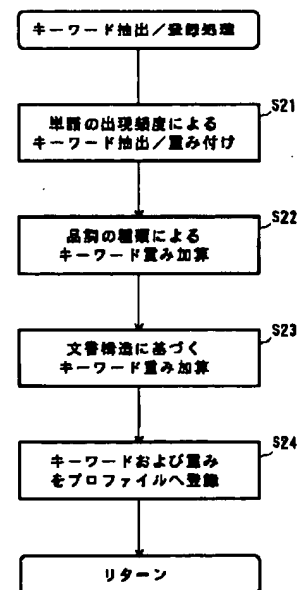 キーワード抽出/登録処理
S21
単語の出現頻度による
キーワード抽出/重み付け
S22
品詞の種類による
キーワード重み加算
S23
文書構造に基づく
キーワード重み加算
S24
キーワードおよび重み
をプロファイルへ登録
リターン